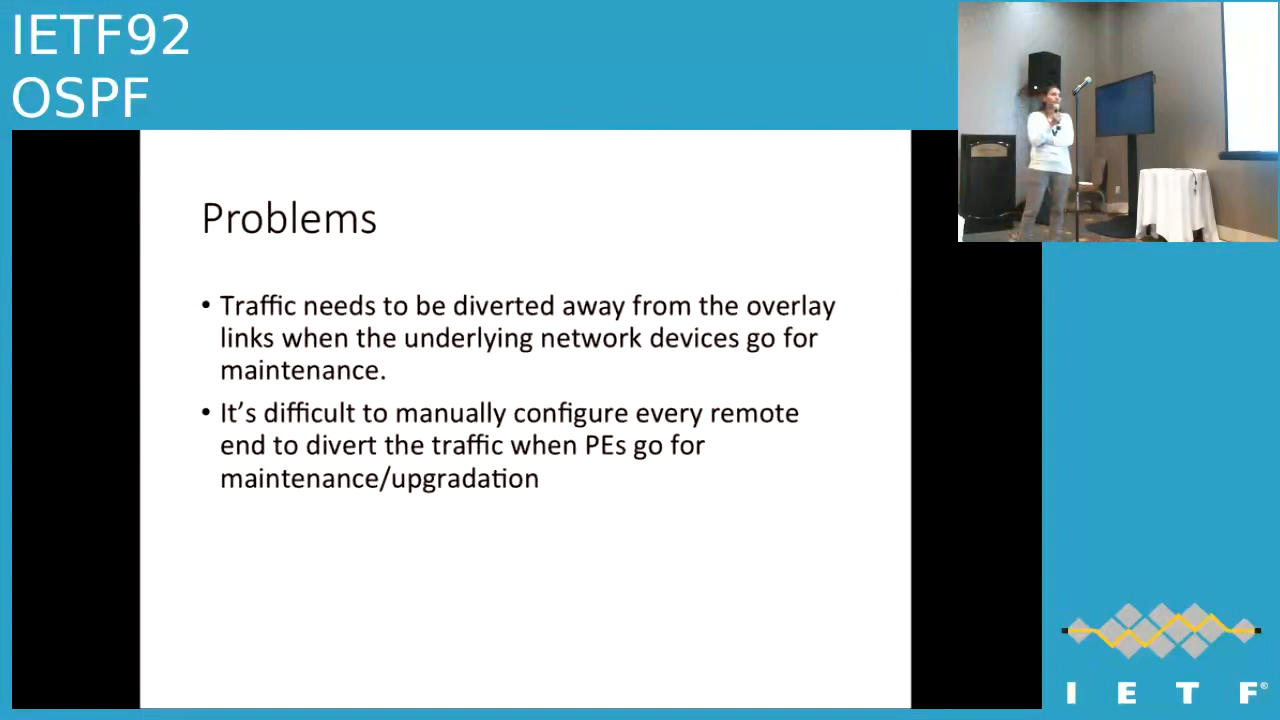 IETF92
OSPF
Problems
• Traffic needs to be diverted away from the overlay
links when the underlying network devices go for
maintenance.
• It’s difficult to manually configure every remote
end to divert the traffic when PEs go for
maintenance/upgradation
I E T F®